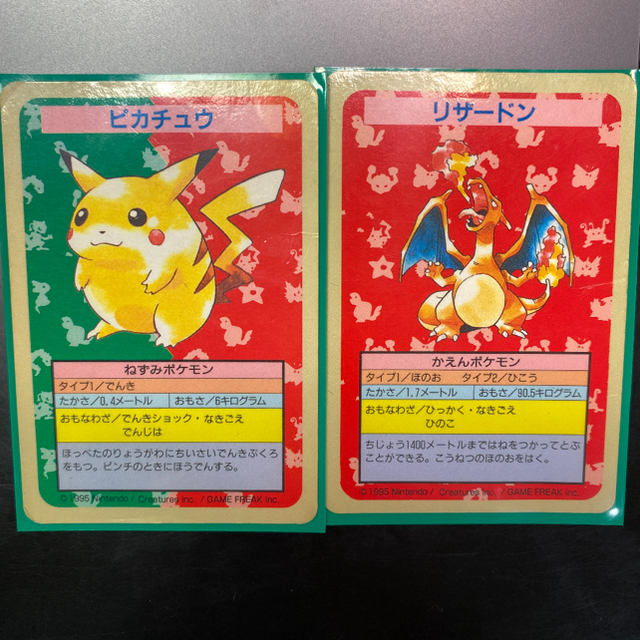 ピカチュウ
ねずみポケモン
タイプ1/でんき
たかさ/0.4メートル おもさ/6キログラム
おもなわざ/でんきショック・なきごえ
でんじは
ほっぺたのりょうがわにちいさいでんきぶくろ
をもつ。ピンチのときにほうでんする。
©1995 Nintendo / Creatures inc. / GAME FREAK inc.
リザードン
かえんポケモン
タイプ1/ほのお タイプ2/ひこう
たかさ/1.7メートル おもさ/90.5キログラム
おもなわざ/ひっかく・なきごえ
ひのこ
ちじょう1400メートルまではねをつかってとぶ
ことができる。こうねつのほのおをはく。
©1995 Nintendo / Creatures inc. / GAME FREAK inc.